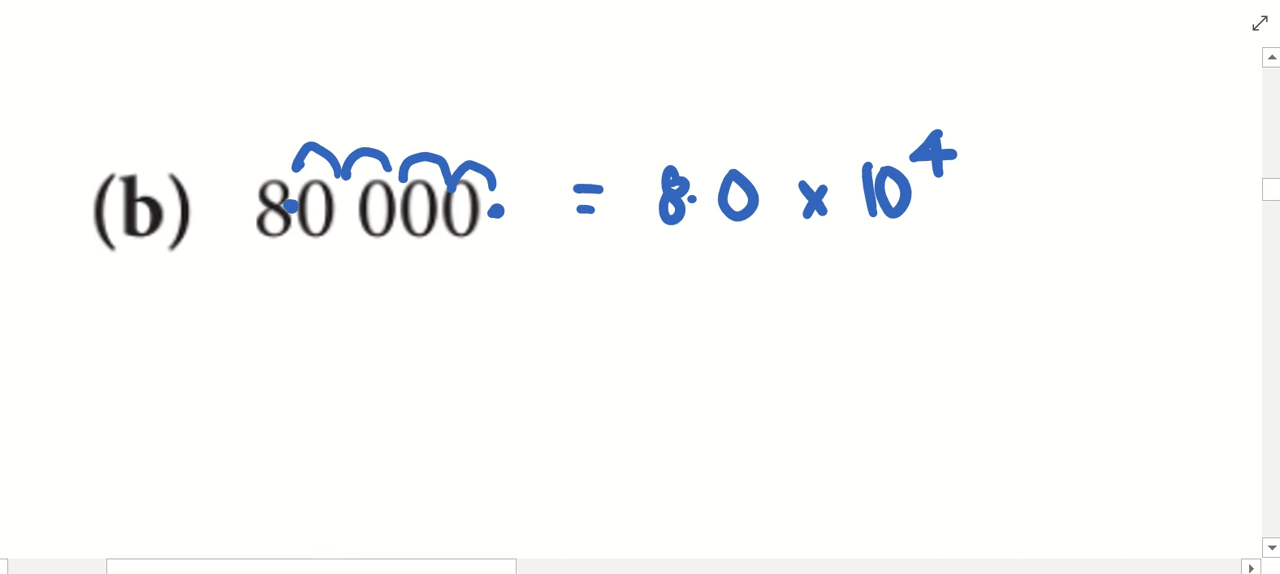 (b) 80 000. = 8.0 × 10⁴